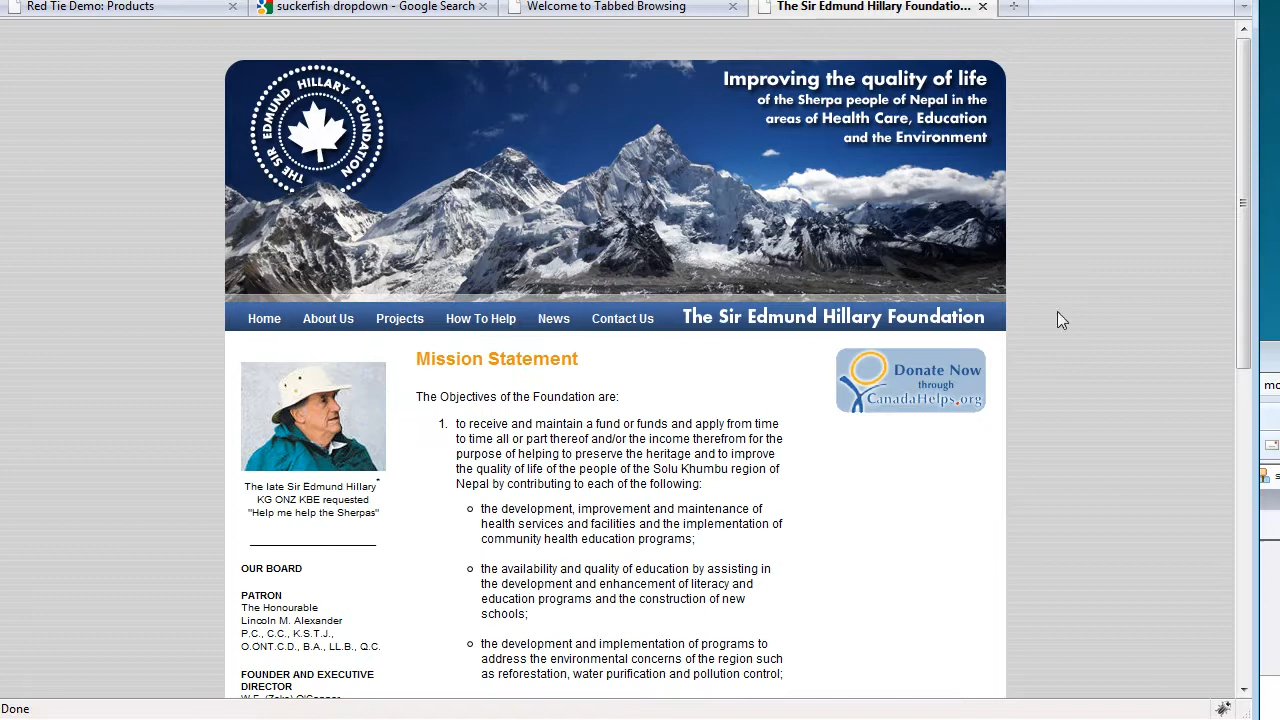 Red Tie Demo: Products
suckerfish dropdown - Google Search
Welcome to Tabbed Browsing
The Sir Edmund Hillary Foundatio...
THE SIR EDMUND HILLARY FOUNDATION
Improving the quality of life
of the Sherpa people of Nepal in the
areas of Health Care, Education
and the Environment
Home About Us Projects How To Help News Contact Us The Sir Edmund Hillary Foundation
Mission Statement
Donate Now
through
CanadaHelps.org
The Objectives of the Foundation are:
1. to receive and maintain a fund or funds and apply from time
to time all or part thereof and/or the income therefrom for the
purpose of helping to preserve the heritage and to improve
the quality of life of the people of the Solu Khumbu region of
Nepal by contributing to each of the following:
the development, improvement and maintenance of
health services and facilities and the implementation of
community health education programs;
the availability and quality of education by assisting in
the development and enhancement of literacy and
education programs and the construction of new
schools;
the development and implementation of programs to
address the environmental concerns of the region such
as reforestation, water purification and pollution control;
The late Sir Edmund Hillary*
KG ONZ KBE requested
"Help me help the Sherpas"
OUR BOARD
PATRON
The Honourable
Lincoln M. Alexander
P.C., C.C., K.S.T.J.,
O.ONT.C.D., B.A., LL.B., Q.C.
FOUNDER AND EXECUTIVE
DIRECTOR
Done